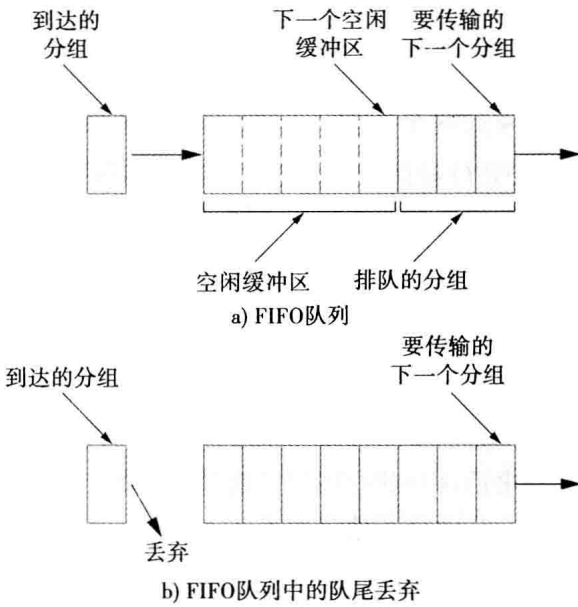 到达的
分组
下一个空闲
缓冲区
要传输的
下一个分组
空闲缓冲区
排队的分组
a) FIFO队列
要传输的
下一个分组
到达的分组
丢弃
b) FIFO队列中的队尾丢弃